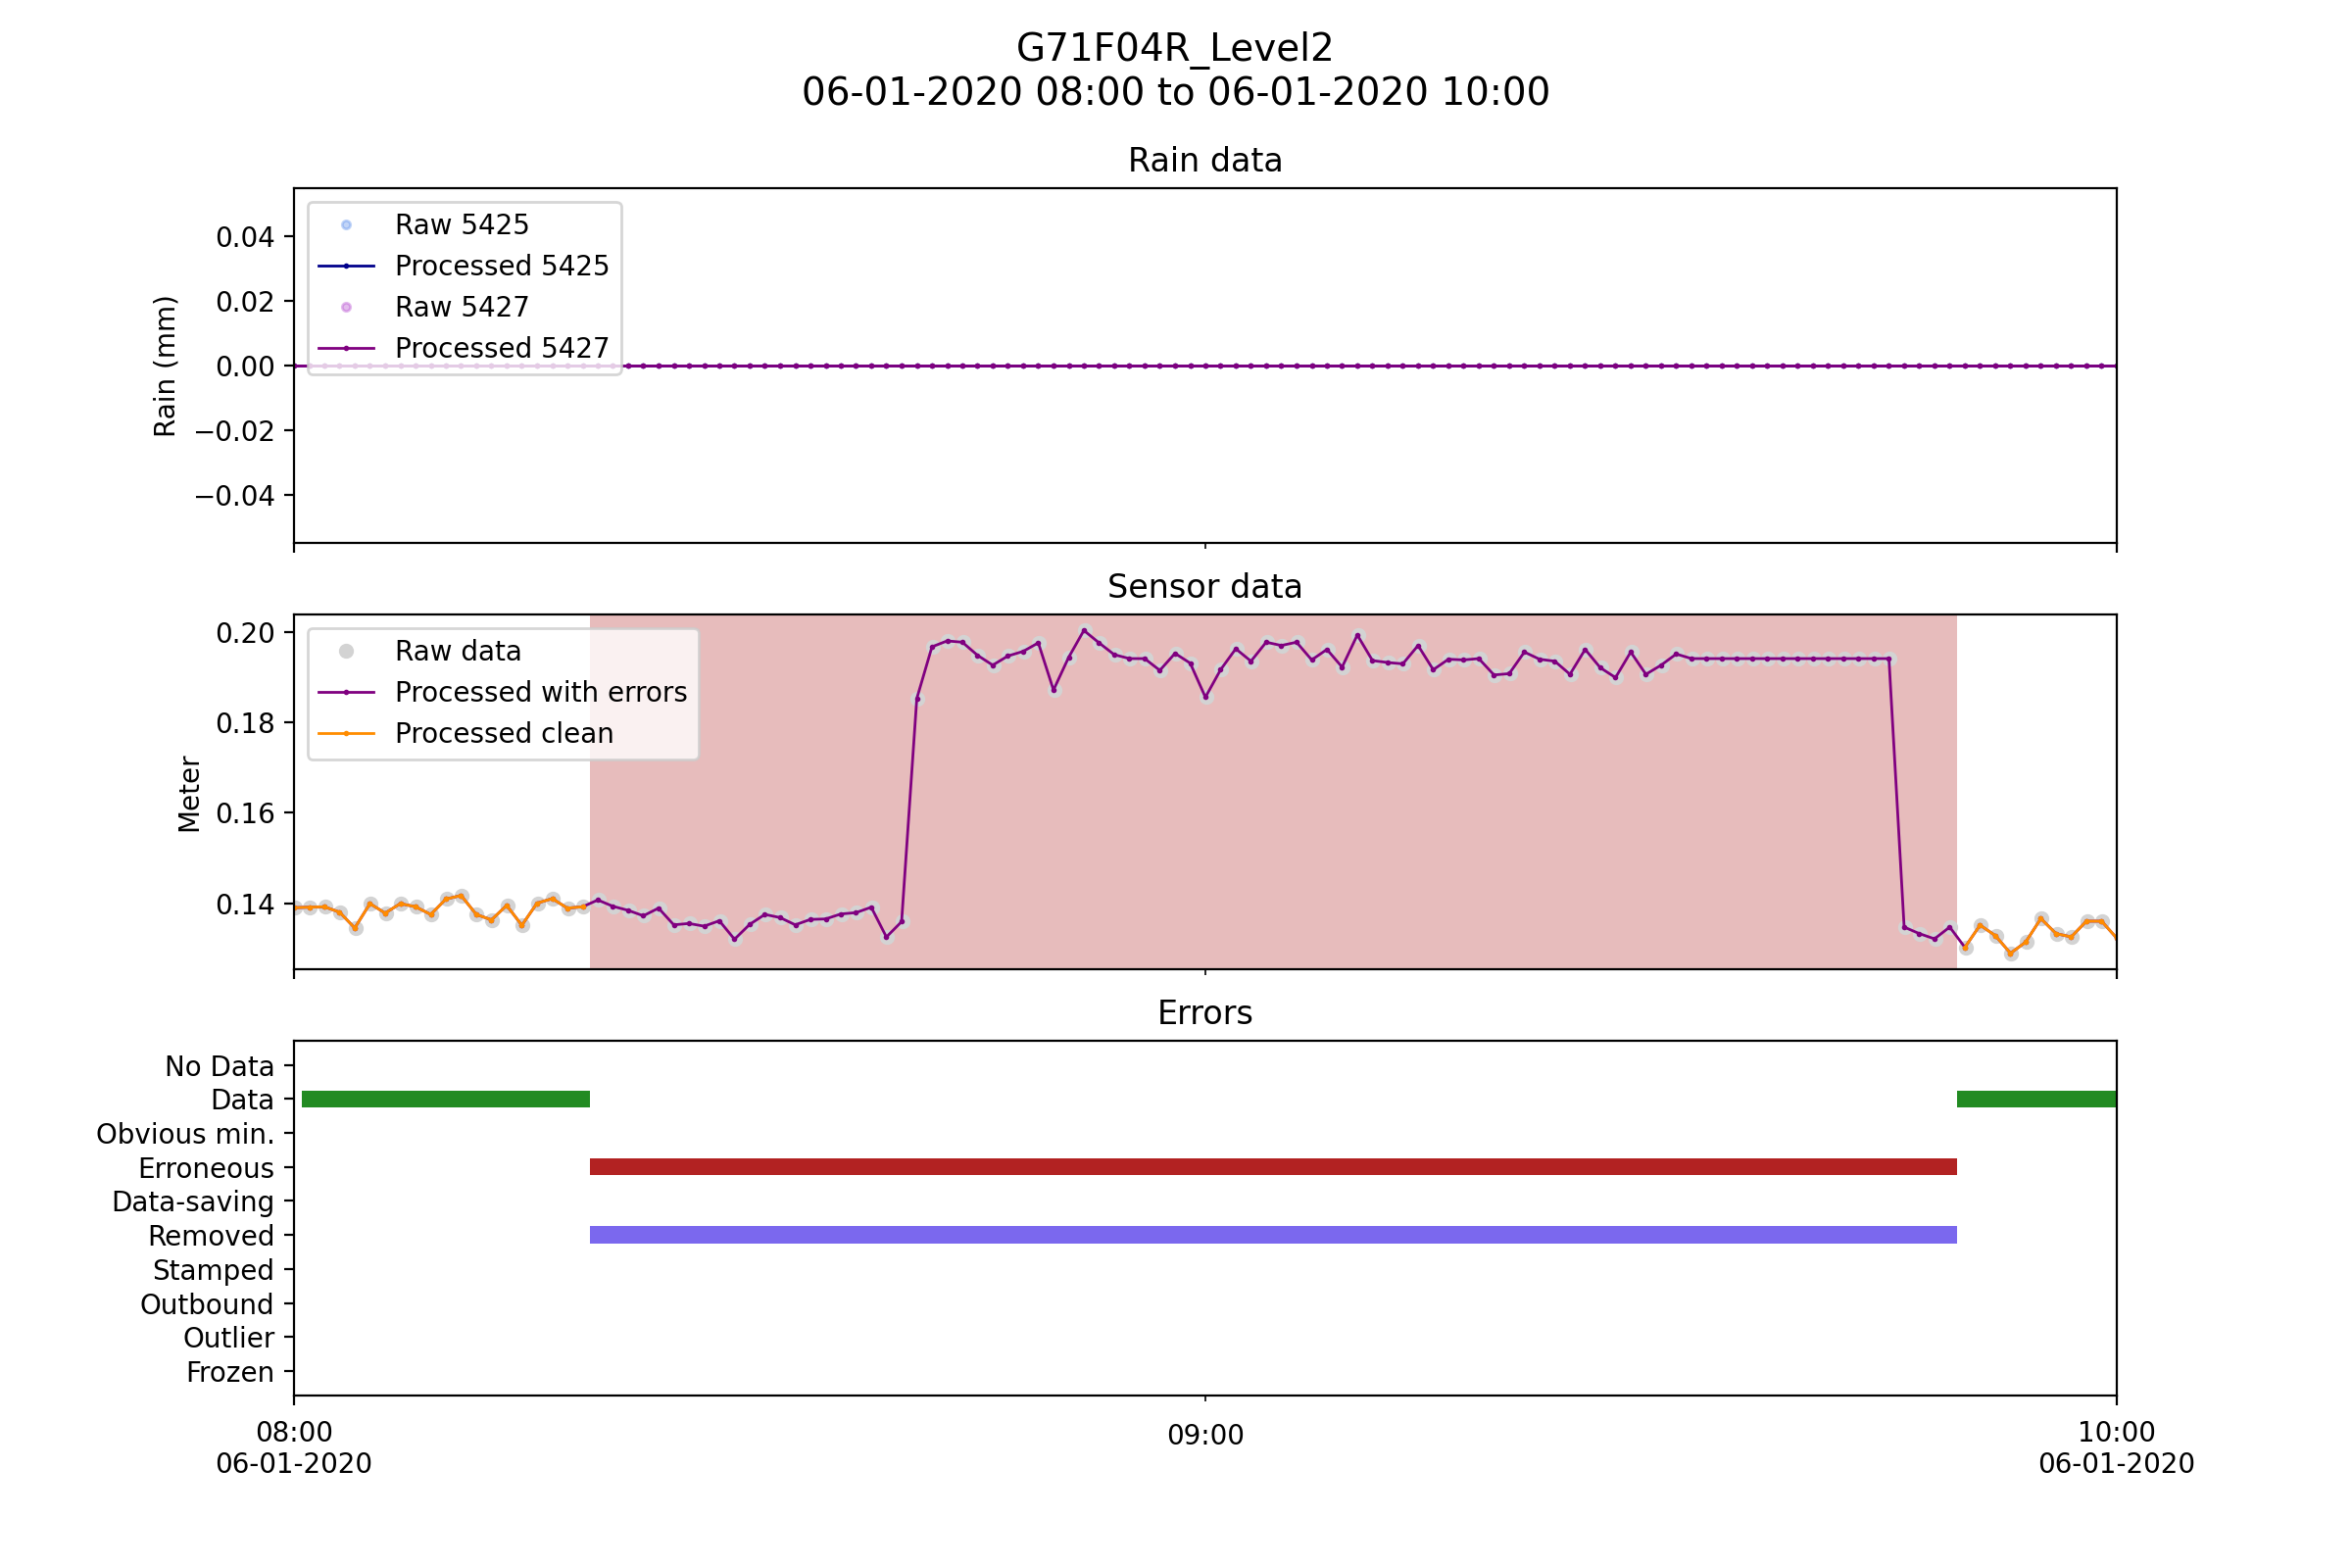 G71F04R_Level2
06-01-2020 08:00 to 06-01-2020 10:00
Rain data
Rain (mm)
0.04
0.02
0.00
−0.02
−0.04
Raw 5425
Processed 5425
Raw 5427
Processed 5427
Sensor data
Meter
0.20
0.18
0.16
0.14
Raw data
Processed with errors
Processed clean
Errors
No Data
Data
Obvious min.
Erroneous
Data-saving
Removed
Stamped
Outbound
Outlier
Frozen
08:00
06-01-2020
09:00
10:00
06-01-2020